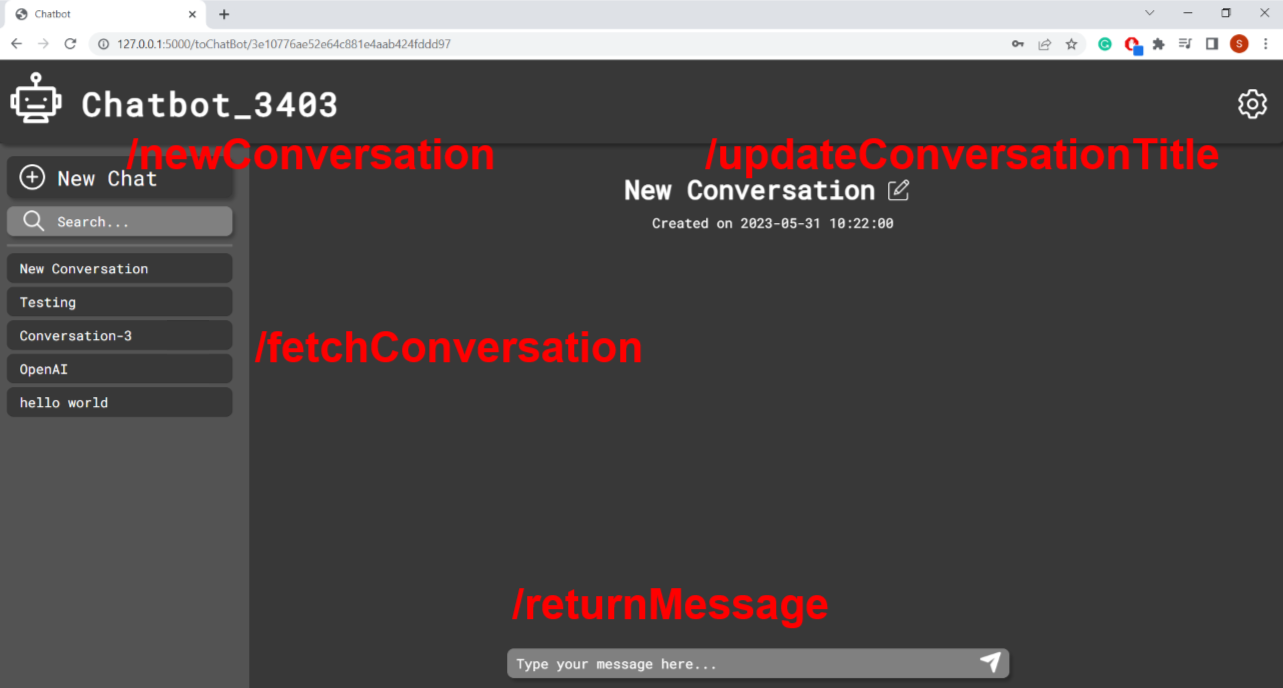 Chatbot
127.0.0.1:5000/toChatBot/3e10776ae52e64c881e4aab424fddd97
S
Chatbot_3403
/newConversation
/updateConversationTitle
New Chat
New Conversation
Search...
Created on 2023-05-31 10:22:00
New Conversation
Testing
Conversation-3
/fetchConversation
OpenAI
hello world
/returnMessage
Type your message here...